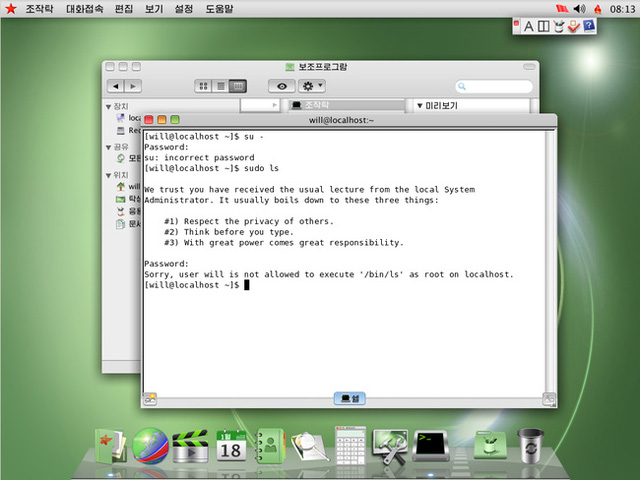 조작탁 대화접속 편집 보기 설정 도움말
08:13
A
보조프로그람
장치
loca
Red
조작탁
미리보기
공유
모든
위치
will
탁상
응용
문서
will@localhost:~
[will@localhost ~]$ su -
Password:
su: incorrect password
[will@localhost ~]$ sudo ls
We trust you have received the usual lecture from the local System
Administrator. It usually boils down to these three things:
#1) Respect the privacy of others.
#2) Think before you type.
#3) With great power comes great responsibility.
Password:
Sorry, user will is not allowed to execute '/bin/ls' as root on localhost.
[will@localhost ~]$
쉘
1월
18